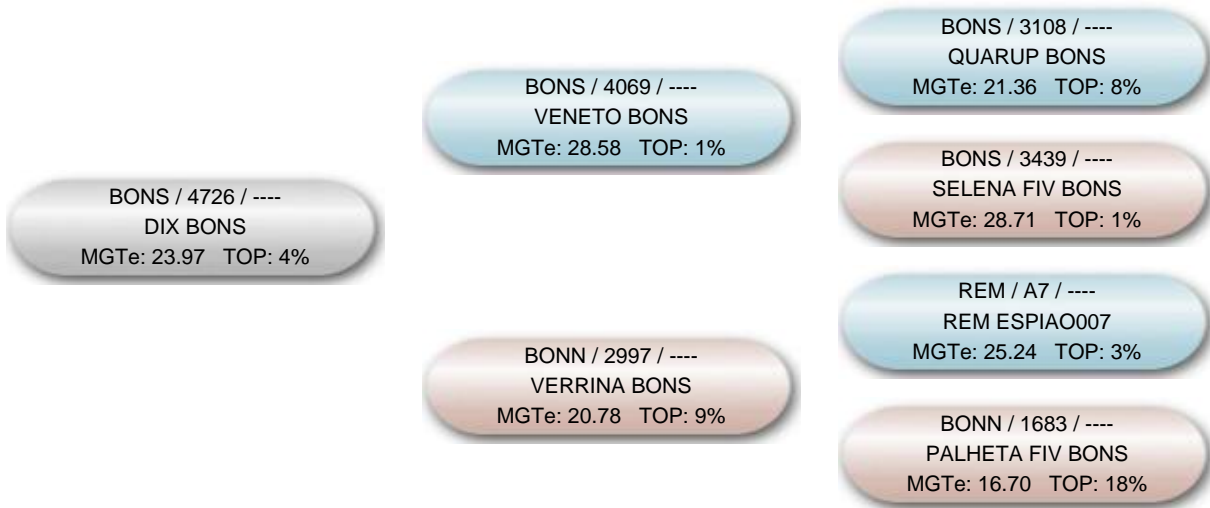 BONS / 4726 / ----
DIX BONS
MGTe: 23.97 TOP: 4%
BONS / 4069 / ----
VENETO BONS
MGTe: 28.58 TOP: 1%
BONN / 2997 / ----
VERRINA BONS
MGTe: 20.78 TOP: 9%
BONS / 3108 / ----
QUARUP BONS
MGTe: 21.36 TOP: 8%
BONS / 3439 / ----
SELENA FIV BONS
MGTe: 28.71 TOP: 1%
REM / A7 / ----
REM ESPIAO007
MGTe: 25.24 TOP: 3%
BONN / 1683 / ----
PALHETA FIV BONS
MGTe: 16.70 TOP: 18%